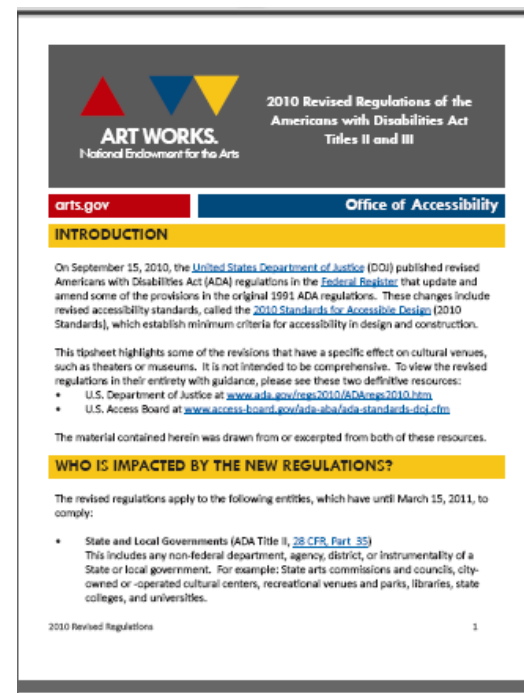 2010 Revised Regulations of the
Americans with Disabilities Act
Titles II and III
ART WORKS.
National Endowment for the Arts
arts.gov
Office of Accessibility
INTRODUCTION
On September 15, 2010, the United States Department of Justice (DOJ) published revised
Americans with Disabilities Act (ADA) regulations in the Federal Register that update and
amend some of the provisions in the original 1991 ADA regulations. These changes include
revised accessibility standards, called the 2010 Standards for Accessible Design (2010
Standards), which establish minimum criteria for accessibility in design and construction.
This tipsheet highlights some of the revisions that have a specific effect on cultural venues,
such as theaters or museums. It is not intended to be comprehensive. To view the revised
regulations in their entirety with guidance, please see these two definitive resources:
• U.S. Department of Justice at www.ada.gov/regs2010/ADAregs2010.htm
• U.S. Access Board at www.access-board.gov/ada-aba/ada-standards-doj.cfm
The material contained herein was drawn from or excerpted from both of these resources.
WHO IS IMPACTED BY THE NEW REGULATIONS?
The revised regulations apply to the following entities, which have until March 15, 2011, to
comply:
• State and Local Governments (ADA Title II, 28 CFR, Part 35)
This includes any non-federal department, agency, district, or instrumentality of a
State or local government. For example: State arts commissions and councils, city-
owned or -operated cultural centers, recreational venues and parks, libraries, state
colleges, and universities.
2010 Revised Regulations
1